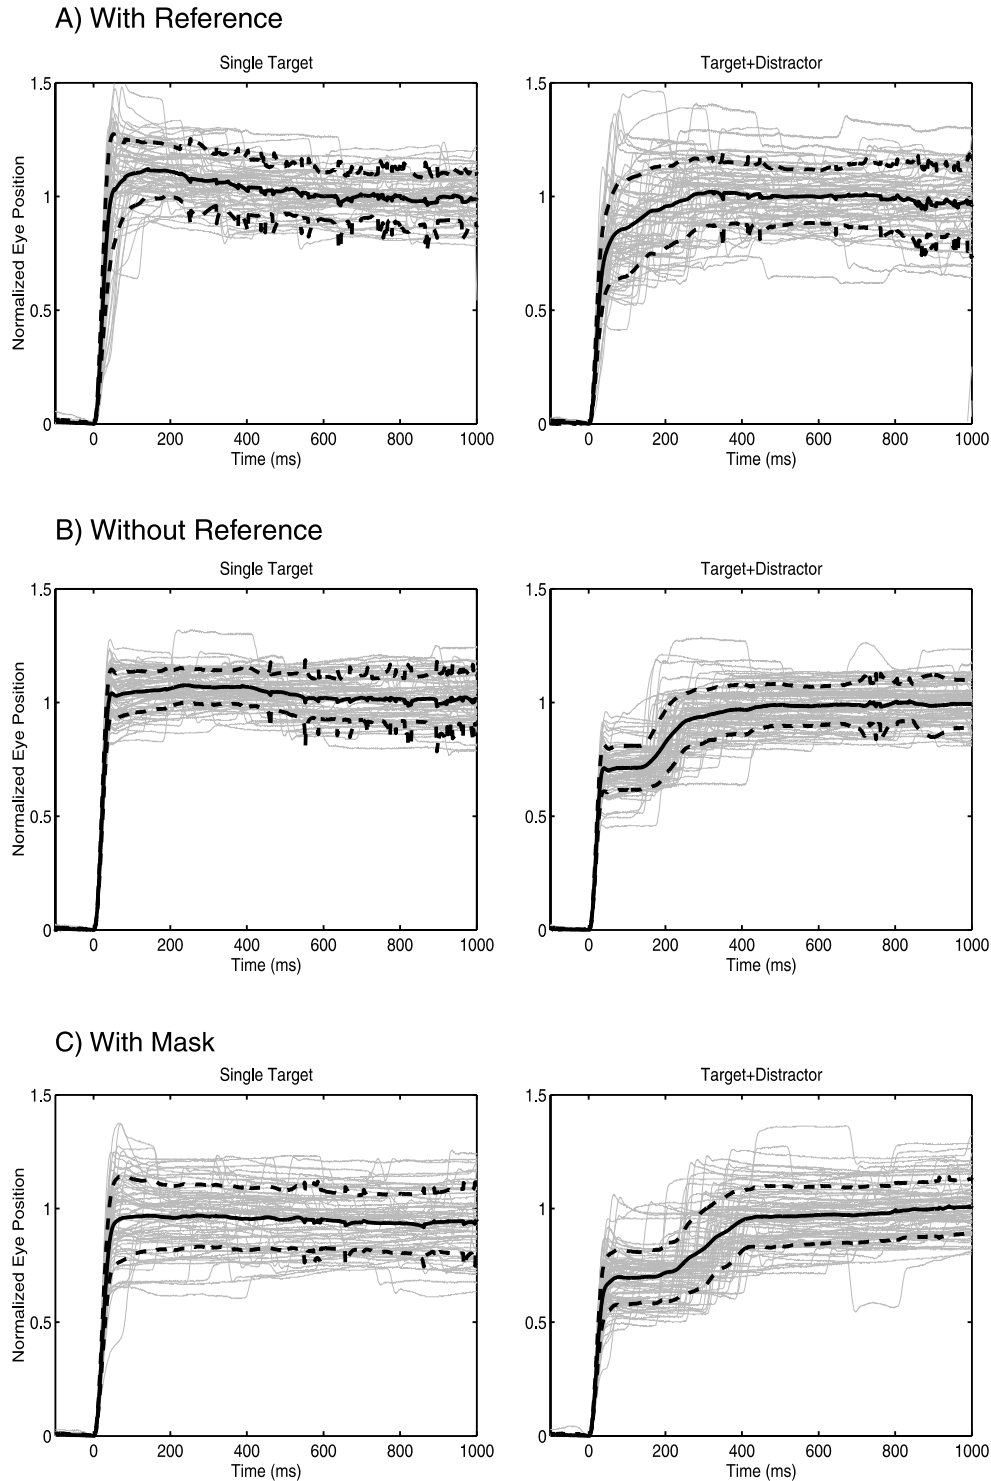 A) With Reference
Single Target
Target+Distractor
Normalized Eye Position
1.5
1
0.5
0
0 200 400 600 800 1000
Time (ms)
1.5
1
0.5
0
0 200 400 600 800 1000
Time (ms)
B) Without Reference
Single Target
Target+Distractor
Normalized Eye Position
1.5
1
0.5
0
0 200 400 600 800 1000
Time (ms)
1.5
1
0.5
0
0 200 400 600 800 1000
Time (ms)
C) With Mask
Single Target
Target+Distractor
Normalized Eye Position
1.5
1
0.5
0
0 200 400 600 800 1000
Time (ms)
1.5
1
0.5
0
0 200 400 600 800 1000
Time (ms)